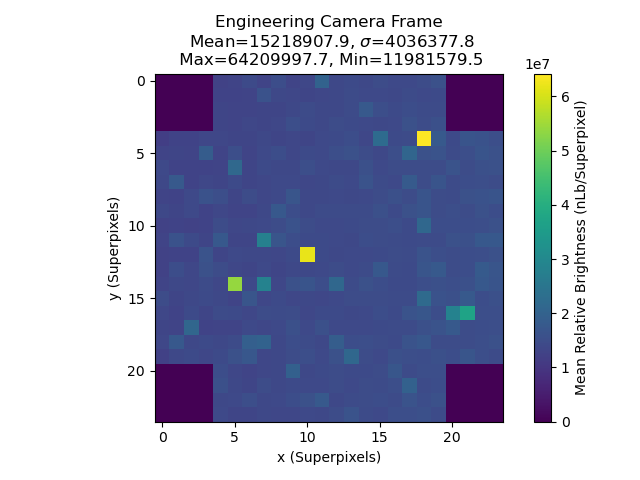 Engineering Camera Frame
Mean=15218907.9, σ=4036377.8
Max=64209997.7, Min=11981579.5
1e7
0
5
10
15
20
y (Superpixels)
0
5
10
15
20
x (Superpixels)
6
5
4
3
2
1
0
Mean Relative Brightness (nLb/Superpixel)